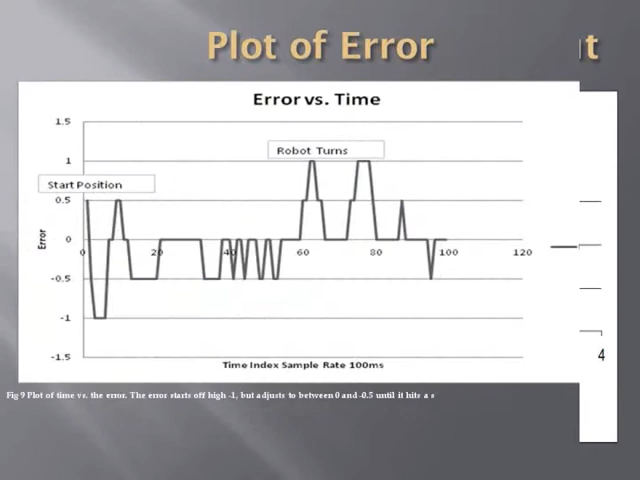 Plot of Error
Error vs. Time
1.5
Robot Turns
1
Start Position
0.5
Error
0
0 20 40 60 80 100 120
-0.5
-1
-1.5
Time Index Sample Rate 100ms
4
Fig 9 Plot of time vs. the error. The error starts off high -1, but adjusts to between 0 and -0.5 until it hits a s